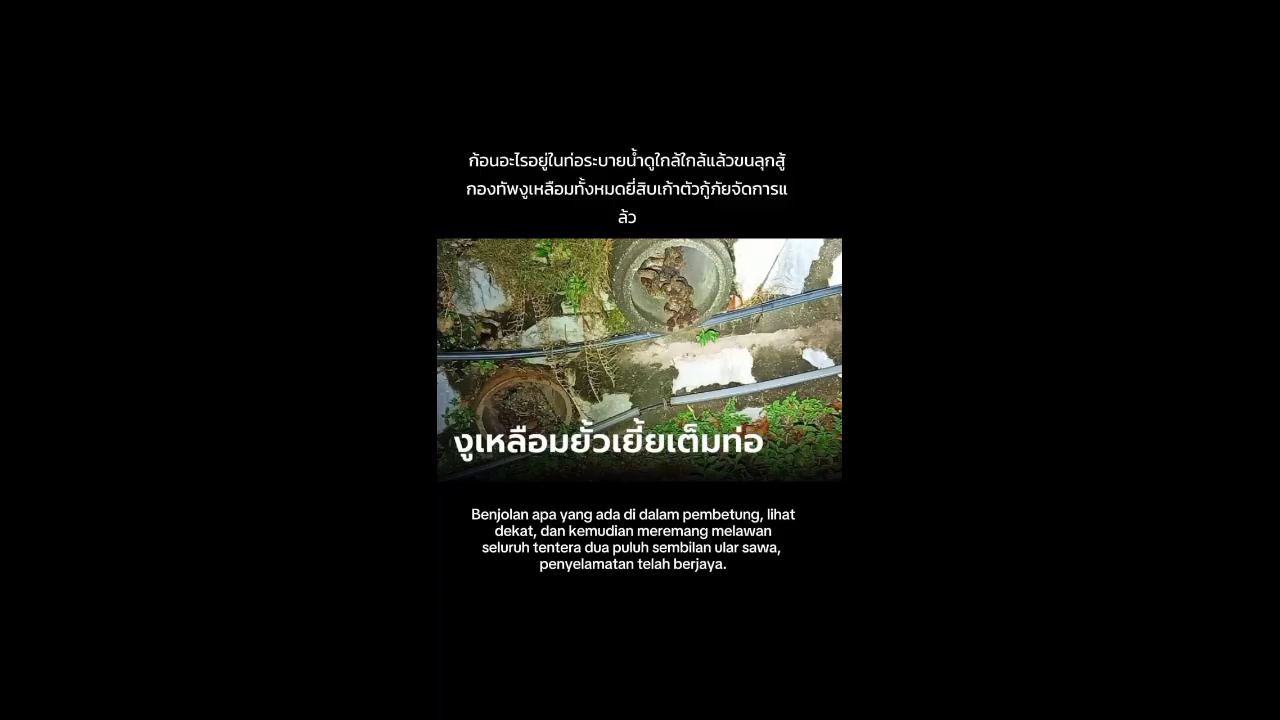 ก้อนอะไรอยู่ในท่อระบายน้ำดูใกล้ใกล้แล้วขนลุกสู้
กองทัพงูเหลือมทั้งหมดยี่สิบเก้าตัวกู้ภัยจัดการแ
ล้ว
งูเหลือมยั้วเยี้ยเต็มท่อ
Benjolan apa yang ada di dalam pembetung, lihat
dekat, dan kemudian meremang melawan
seluruh tentera dua puluh sembilan ular sawa,
penyelamatan telah berjaya.